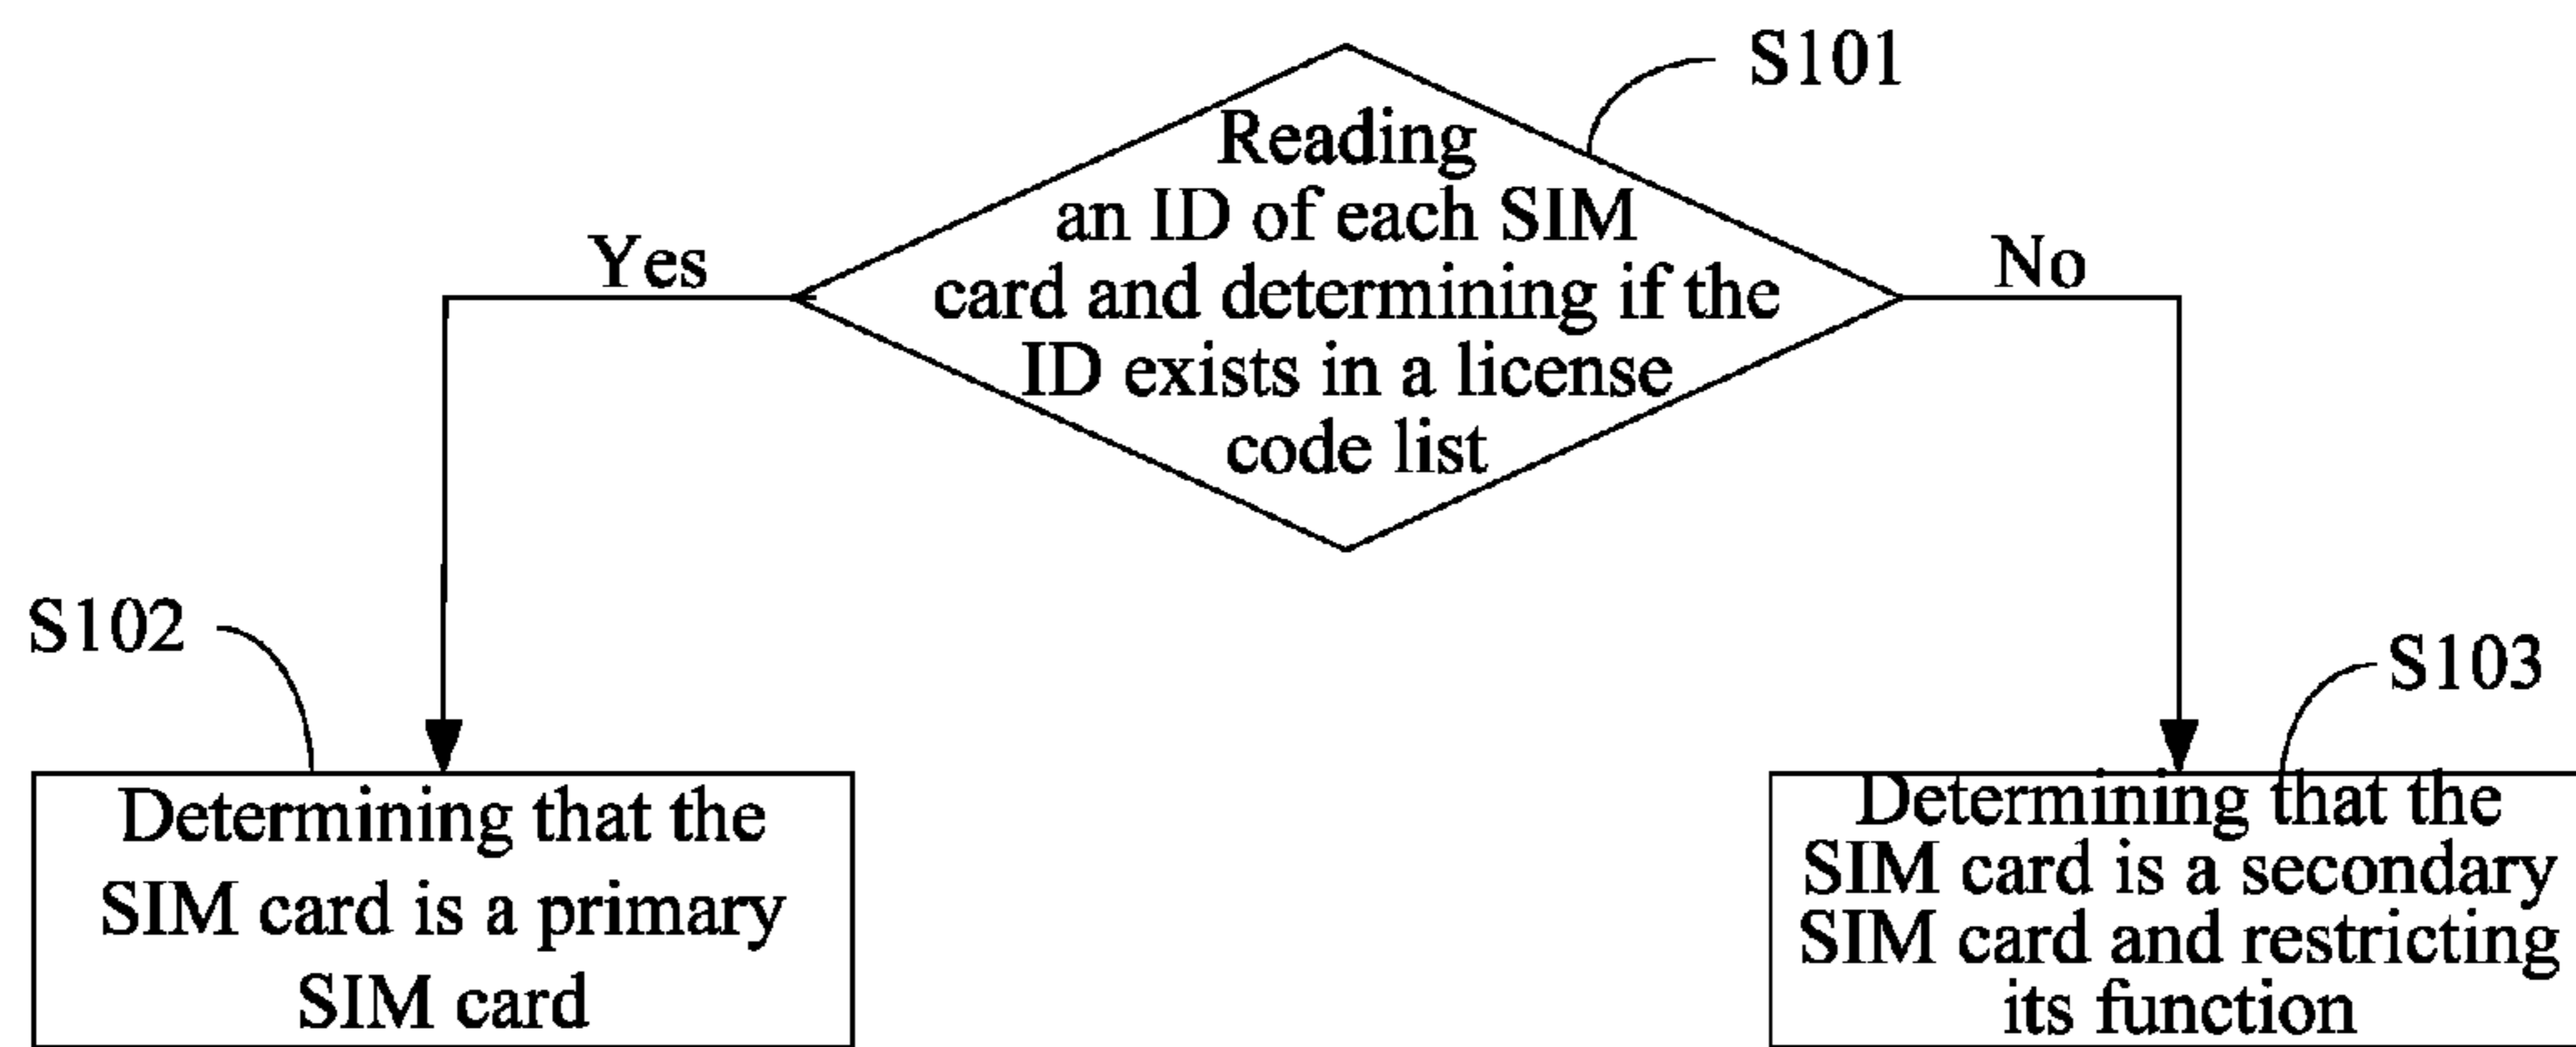 S101
Reading
an ID of each SIM
card and determining if the
ID exists in a license
code list
Yes
No
S102
Determining that the
SIM card is a primary
SIM card
S103
Determining that the
SIM card is a secondary
SIM card and restricting
its function